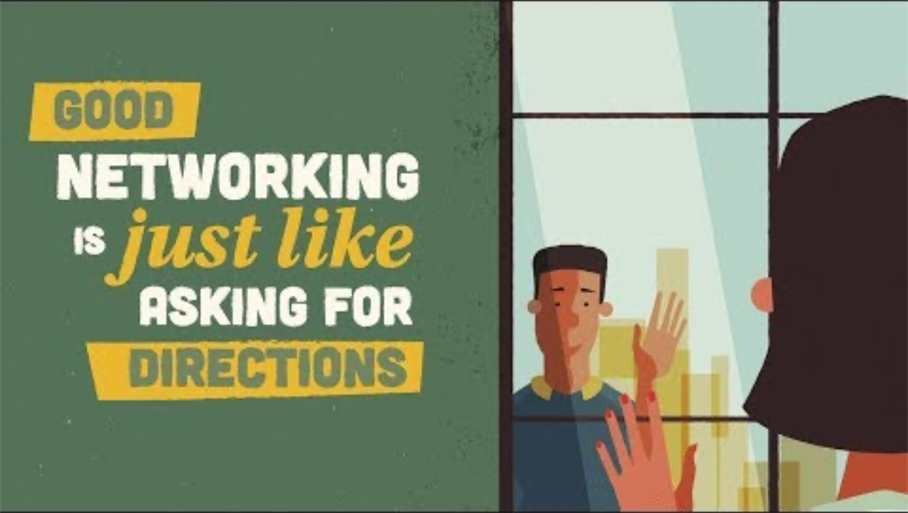 GOOD
NETWORKING
IS just like
ASKING FOR
DIRECTIONS